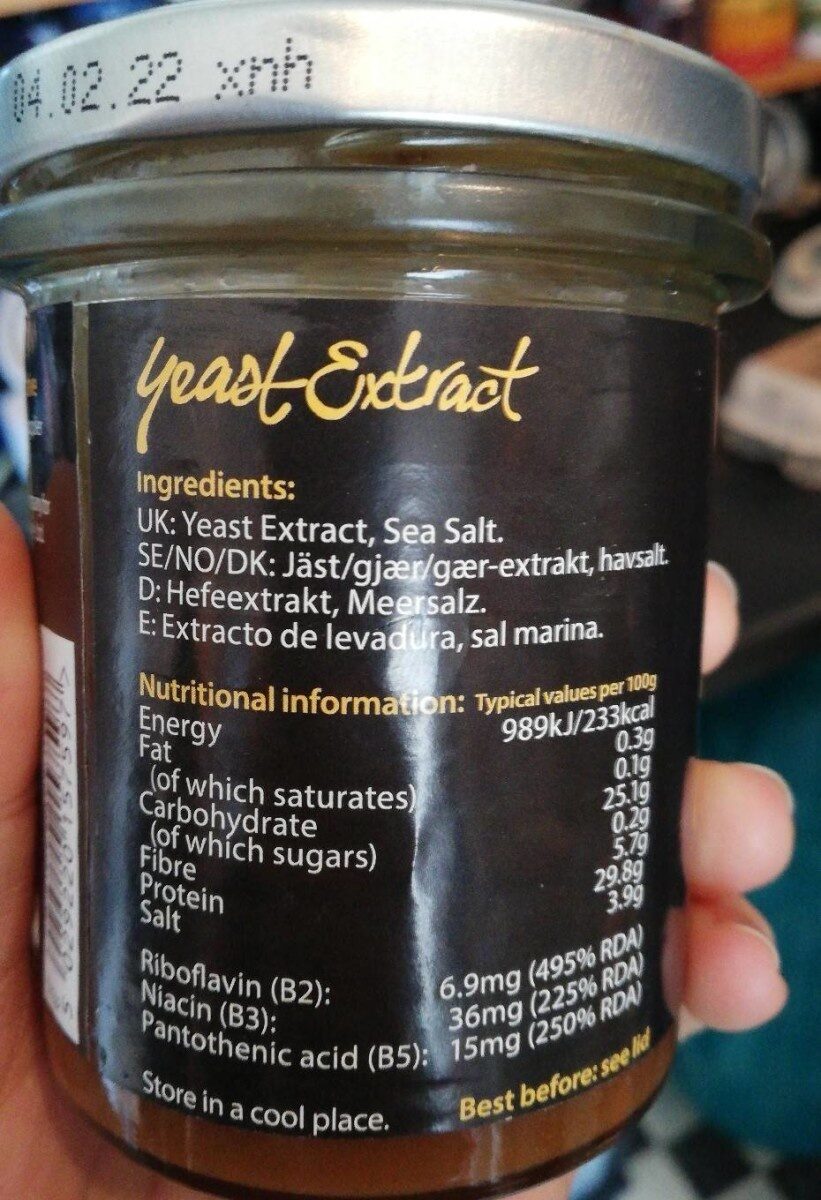 04.02.22 xnh
Yeast Extract
Ingredients:
UK: Yeast Extract, Sea Salt.
SE/NO/DK: Jäst/gjær/gær-extrakt, havsalt.
D: Hefeextrakt, Meersalz.
E: Extracto de levadura, sal marina.
Nutritional information: Typical values per 100g
Energy 989kJ/233kcal
Fat 0.3g
(of which saturates) 0.1g
Carbohydrate 25.1g
(of which sugars) 0.2g
Fibre 5.7g
Protein 29.8g
Salt 3.9g
Riboflavin (B2): 6.9mg (495% RDA)
Niacin (B3): 36mg (225% RDA)
Pantothenic acid (B5): 15mg (250% RDA)
Store in a cool place.
Best before: see lid